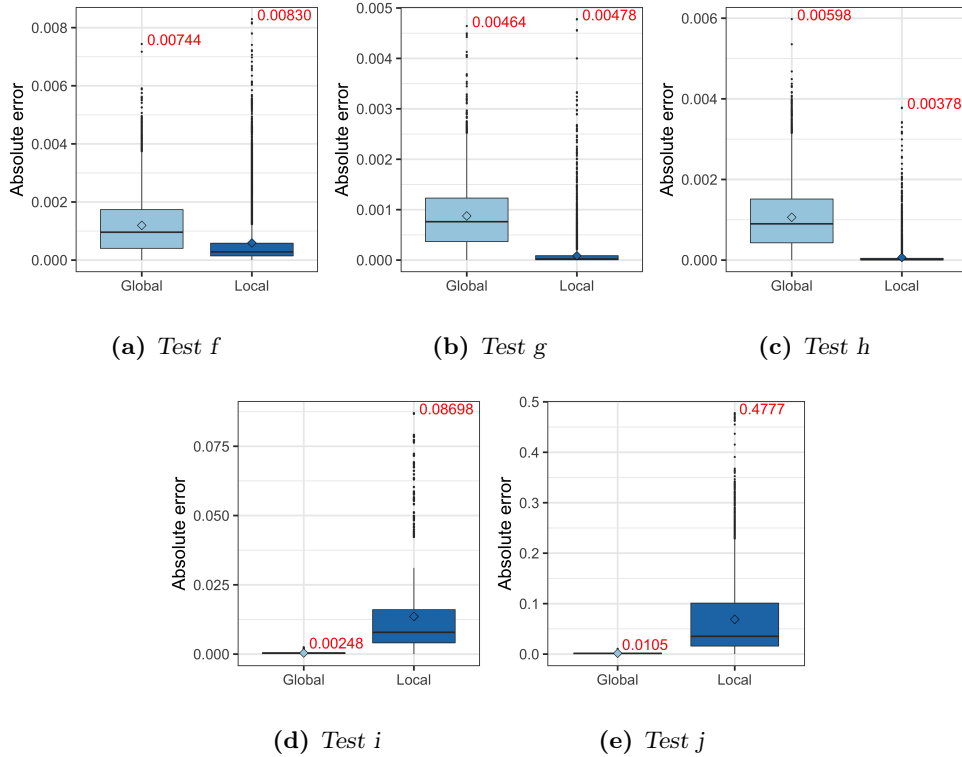 0.008
0.006
0.004
0.002
0.000
Absolute error
0.00744
0.00830
Global
Local
(a) Test f
0.005
0.004
0.003
0.002
0.001
0.000
Absolute error
0.00464
0.00478
Global
Local
(b) Test g
0.006
0.004
0.002
0.000
Absolute error
0.00598
0.00378
Global
Local
(c) Test h
0.075
0.050
0.025
0.000
Absolute error
0.00248
0.08698
Global
Local
(d) Test i
0.5
0.4
0.3
0.2
0.1
0.0
Absolute error
0.0105
0.4777
Global
Local
(e) Test j